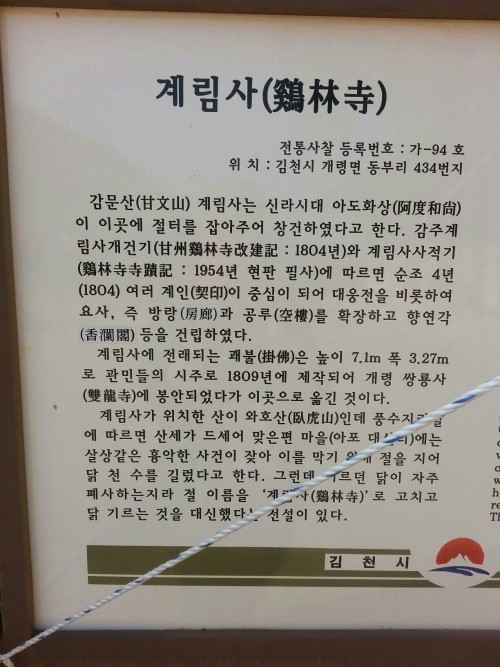 계림사(鷄林寺)
전통사찰 등록번호 : 가-94 호
위 치 : 김천시 개령면 동부리 434번지
감문산(甘文山) 계림사는 신라시대 아도화상(阿度和尙)
이 이곳에 절터를 잡아주어 창건하였다고 한다. 감주계
림사개건기(甘州鷄林寺改建記 : 1804년)와 계림사사적기
(鷄林寺寺蹟記 : 1954년 현판 필사)에 따르면 순조 4년
(1804) 여러 계인(契印)이 중심이 되어 대웅전을 비롯하여
요사, 즉 방랑(房廊)과 공루(空樓)를 확장하고 향연각
(香瀾閣) 등을 건립하였다.
계림사에 전래되는 괘불(掛佛)은 높이 7.1m 폭 3.27m
로 관민들의 시주로 1809년에 제작되어 개령 쌍룡사
(雙龍寺)에 봉안되었다가 이곳으로 옮긴 것이다.
계림사가 위치한 산이 와호산(臥虎山)인데 풍수지리설
에 따르면 산세가 드세어 맞은편 마을(아포 대신리)에는
살상같은 흉악한 사건이 잦아 이를 막기 위해 절을 지어
닭 천 수를 길렀다고 한다. 그런데 기르던 닭이 자주
폐사하는지라 절 이름을 ‘계림사(鷄林寺)’로 고치고
닭 기르는 것을 대신했다는 전설이 있다.
김 천 시